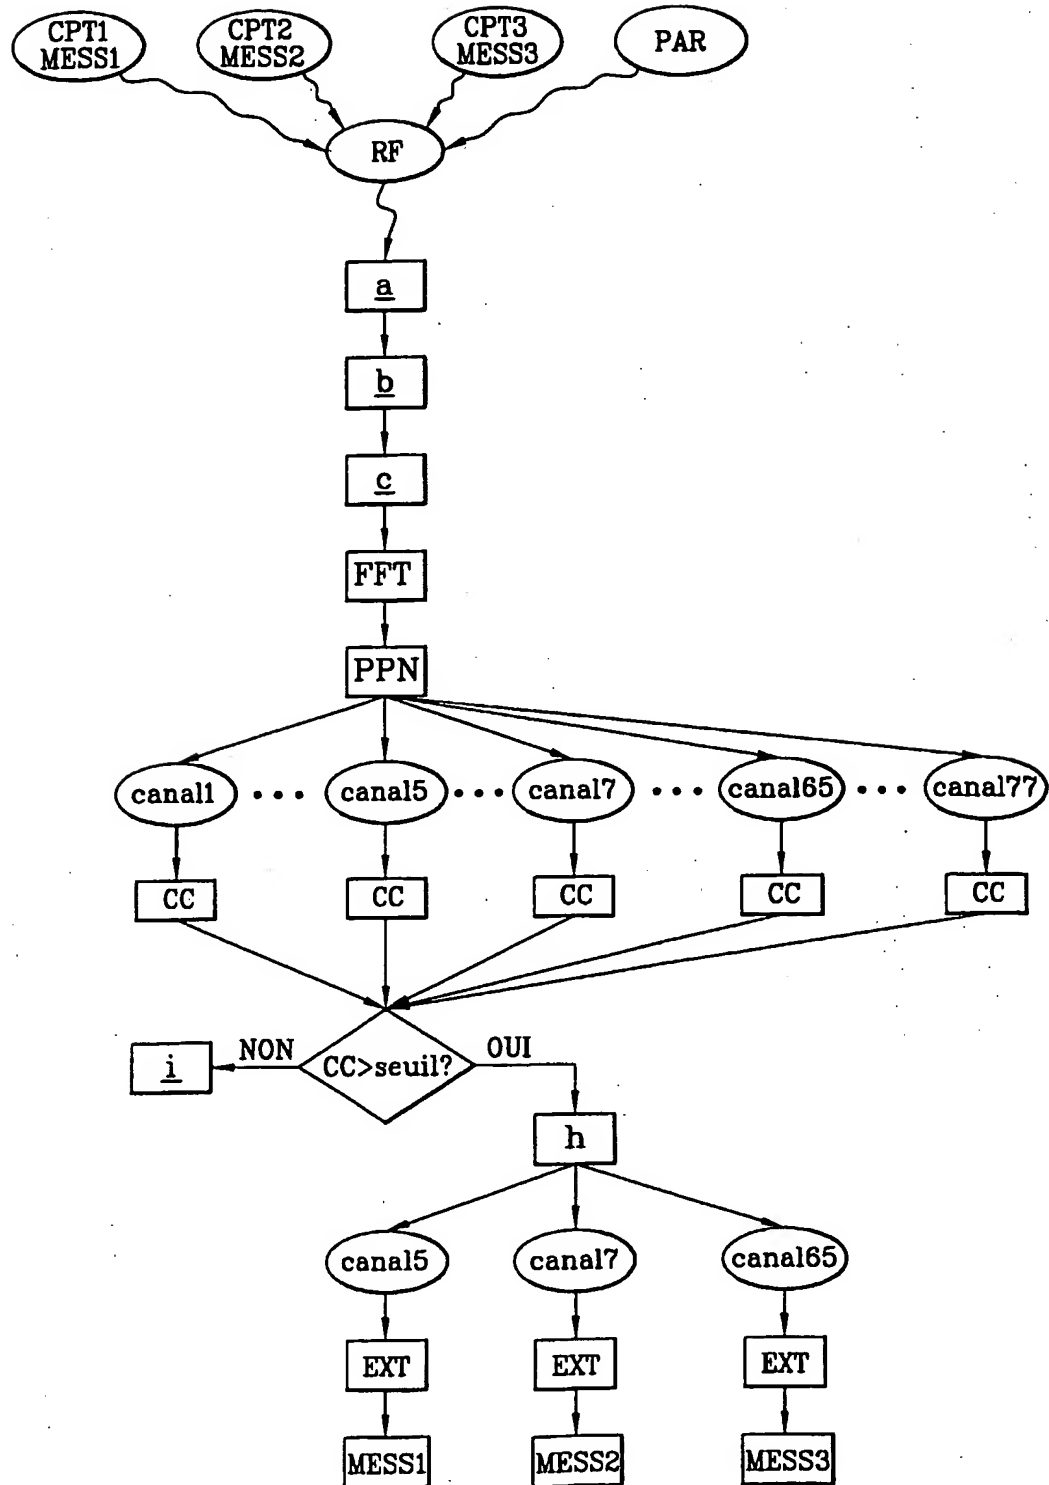 CPT1
MESS1
CPT2
MESS2
CPT3
MESS3
PAR
RF
a
b
c
FFT
PPN
canal1
canal5
canal7
canal65
canal77
CC
CC
CC
CC
CC
CC>seuil?
NON
OUI
i
h
canal5
canal7
canal65
EXT
EXT
EXT
MESS1
MESS2
MESS3